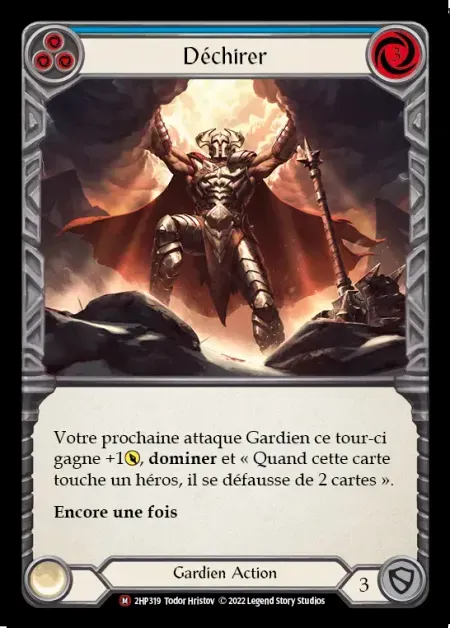 3
Déchirer
Votre prochaine attaque Gardien ce tour-ci
gagne +1, dominer et « Quand cette carte
touche un héros, il se défausse de 2 cartes ».
Encore une fois
Gardien Action
3
M 2HP319 Todor Hristov © 2022 Legend Story Studios